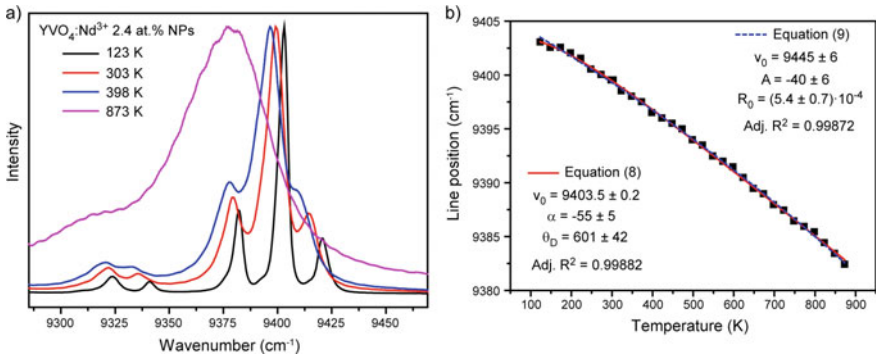 a)
YVO₄:Nd³⁺ 2.4 at.% NPs
123 K
303 K
398 K
873 K
Intensity
9300 9325 9350 9375 9400 9425 9450
Wavenumber (cm⁻¹)
b)
9405
9400
9395
9390
9385
9380
Line position (cm⁻¹)
Equation (9)
ν₀ = 9445 ± 6
A = -40 ± 6
R₀ = (5.4 ± 0.7)·10⁻⁴
Adj. R² = 0.99872
Equation (8)
ν₀ = 9403.5 ± 0.2
α = -55 ± 5
θ_D = 601 ± 42
Adj. R² = 0.99882
100 200 300 400 500 600 700 800 900
Temperature (K)